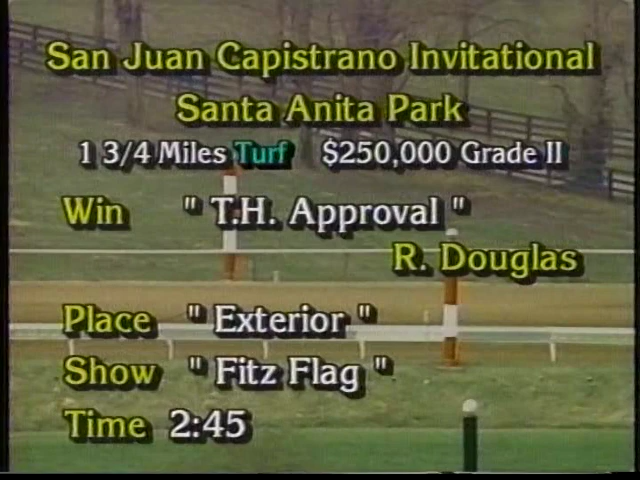 San Juan Capistrano Invitational
Santa Anita Park
1 3/4 Miles Turf $250,000 Grade II
Win " T.H. Approval "
R. Douglas
Place " Exterior "
Show " Fitz Flag "
Time 2:45